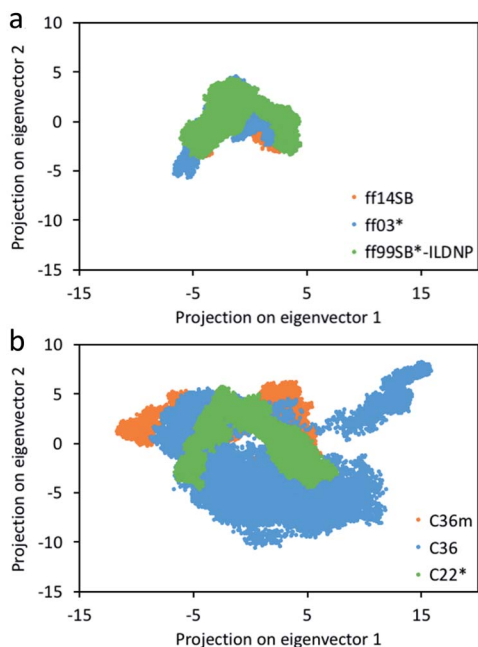 a
10
5
0
-5
-10
-15
Projection on eigenvector 2
ff14SB
ff03*
ff99SB*-ILDNP
-15 -5 5 15
Projection on eigenvector 1
b
10
5
0
-5
-10
-15
Projection on eigenvector 2
C36m
C36
C22*
-15 -5 5 15
Projection on eigenvector 1